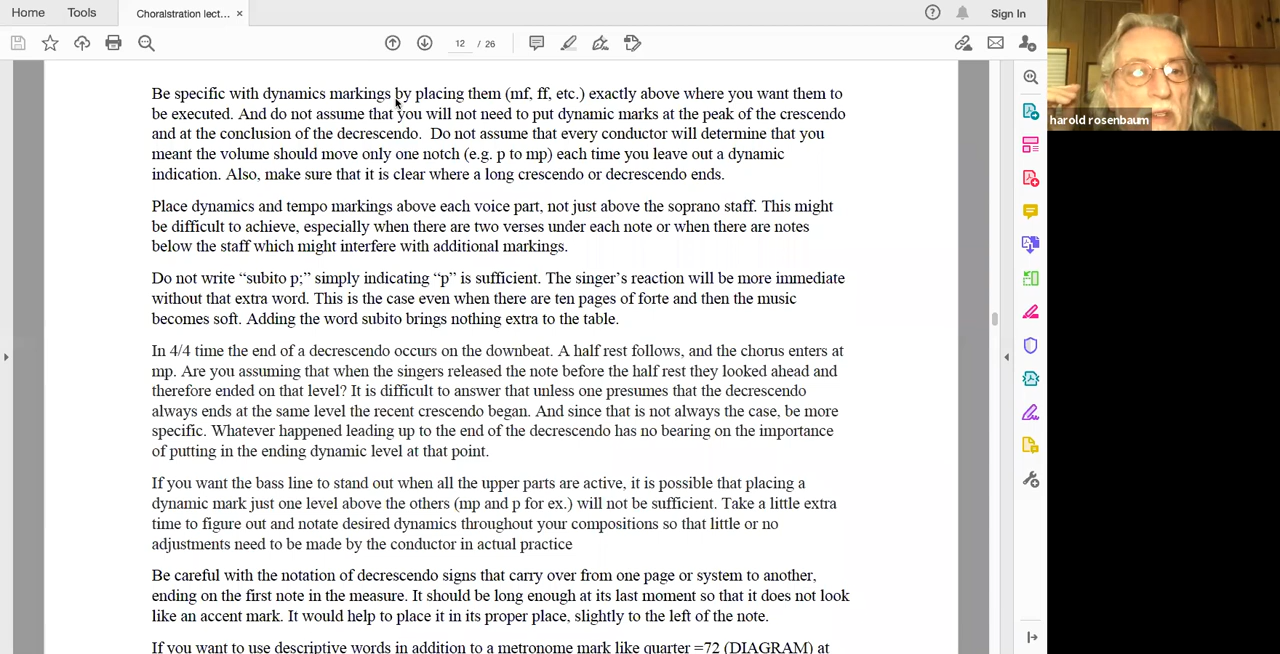 Home
Tools
Choralstration lect... ×
Sign In
12 / 26
Be specific with dynamics markings by placing them (mf, ff, etc.) exactly above where you want them to
be executed. And do not assume that you will not need to put dynamic marks at the peak of the crescendo
and at the conclusion of the decrescendo.  Do not assume that every conductor will determine that you
meant the volume should move only one notch (e.g. p to mp) each time you leave out a dynamic
indication. Also, make sure that it is clear where a long crescendo or decrescendo ends.
Place dynamics and tempo markings above each voice part, not just above the soprano staff. This might
be difficult to achieve, especially when there are two verses under each note or when there are notes
below the staff which might interfere with additional markings.
Do not write “subito p;” simply indicating “p” is sufficient. The singer’s reaction will be more immediate
without that extra word. This is the case even when there are ten pages of forte and then the music
becomes soft. Adding the word subito brings nothing extra to the table.
In 4/4 time the end of a decrescendo occurs on the downbeat. A half rest follows, and the chorus enters at
mp. Are you assuming that when the singers released the note before the half rest they looked ahead and
therefore ended on that level? It is difficult to answer that unless one presumes that the decrescendo
always ends at the same level the recent crescendo began. And since that is not always the case, be more
specific. Whatever happened leading up to the end of the decrescendo has no bearing on the importance
of putting in the ending dynamic level at that point.
If you want the bass line to stand out when all the upper parts are active, it is possible that placing a
dynamic mark just one level above the others (mp and p for ex.) will not be sufficient. Take a little extra
time to figure out and notate desired dynamics throughout your compositions so that little or no
adjustments need to be made by the conductor in actual practice
Be careful with the notation of decrescendo signs that carry over from one page or system to another,
ending on the first note in the measure. It should be long enough at its last moment so that it does not look
like an accent mark. It would help to place it in its proper place, slightly to the left of the note.
If you want to use descriptive words in addition to a metronome mark like quarter =72 (DIAGRAM) at
harold rosenbaum